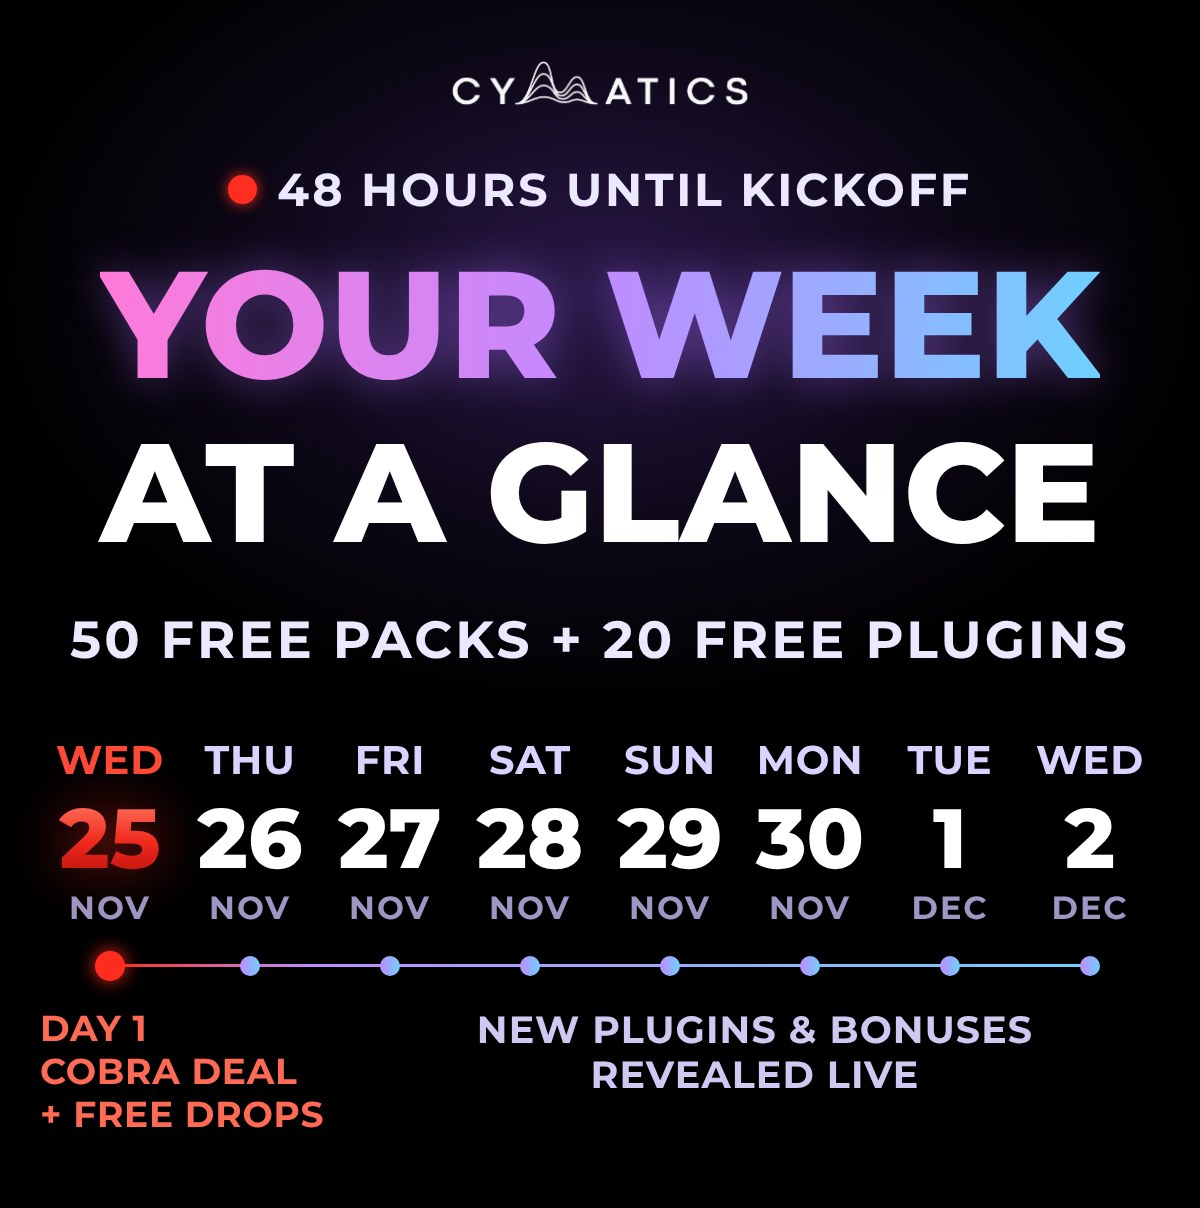 CYMATICS
48 HOURS UNTIL KICKOFF
YOUR WEEK
AT A GLANCE
50 FREE PACKS + 20 FREE PLUGINS
WED THU FRI SAT SUN MON TUE WED
25 26 27 28 29 30 1 2
NOV NOV NOV NOV NOV NOV DEC DEC
DAY 1
COBRA DEAL
+ FREE DROPS
NEW PLUGINS & BONUSES
REVEALED LIVE